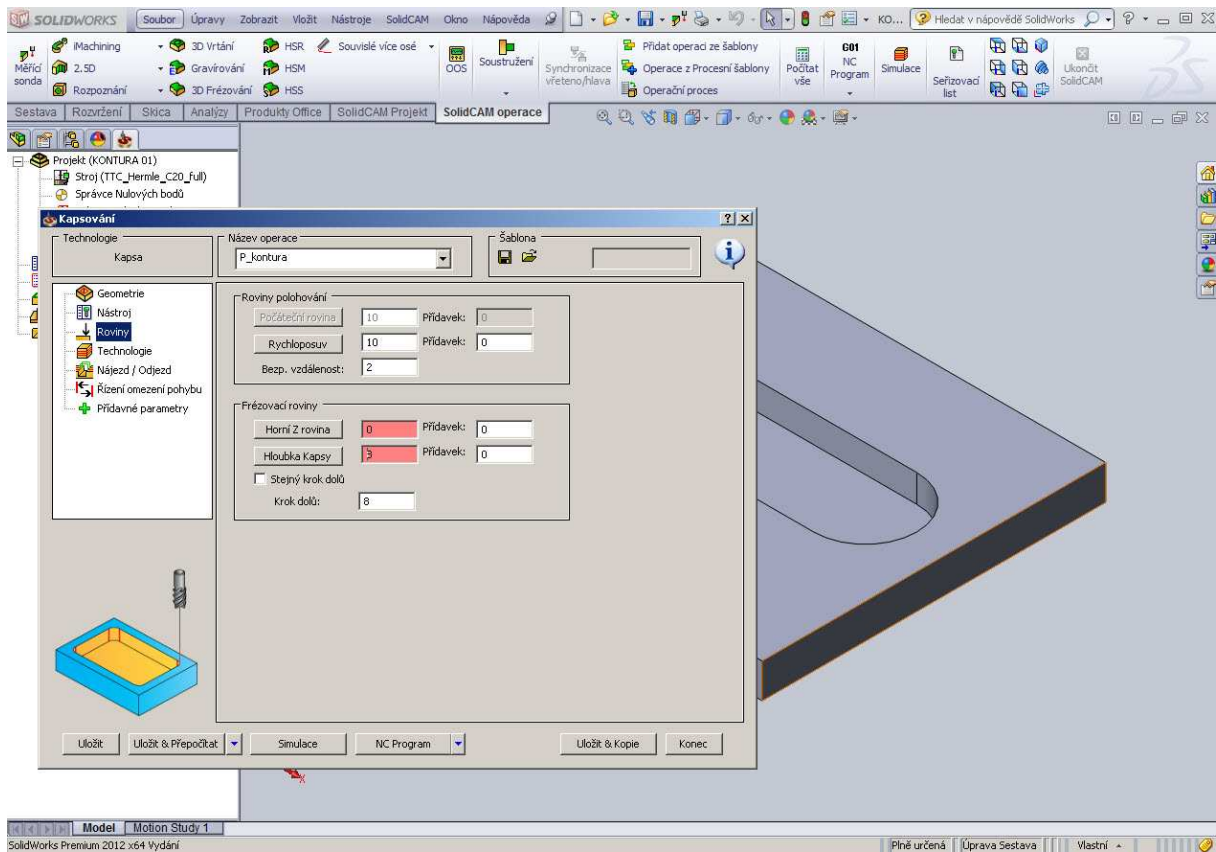 SOLIDWORKS Soubor Úpravy Zobrazit Vložit Nástroje SolidCAM Okno Nápověda KO... Hledat v nápovědě SolidWorks
Měřící sonda
iMachining
2.5D
Rozpoznání
3D Vrtání
Gravírování
3D Frézování
HSR
HSM
HSS
Souvislé více osé
OOS
Soustružení
Synchronizace vřeteno/hlava
Přidat operaci ze šablony
Operace z Procesní šablony
Operační proces
Počítat vše
G01
NC Program
Simulace
Seřizovací list
Ukončit SolidCAM
Sestava Rozvržení Skica Analýzy Produkty Office SolidCAM Projekt SolidCAM operace
Projekt (KONTURA 01)
Stroj (TTC_Hermle_C20_full)
Správce Nulových bodů
Kapsování
Technologie
Kapsa
Název operace
P_kontura
Šablona
Geometrie
Nástroj
Roviny
Technologie
Nájezd / Odjezd
Řízení omezení pohybu
Přídavné parametry
Roviny polohování
Počáteční rovina 10 Přídavek: 0
Rychloposuv 10 Přídavek: 0
Bezp. vzdálenost: 2
Frézovací roviny
Horní Z rovina 0 Přídavek: 0
Hloubka Kapsy 3 Přídavek: 0
Stejný krok dolů
Krok dolů: 8
Uložit Uložit & Přepočítat Simulace NC Program Uložit & Kopie Konec
X
Model Motion Study 1
SolidWorks Premium 2012 x64 Vydání Plně určená Úprava Sestava Vlastní